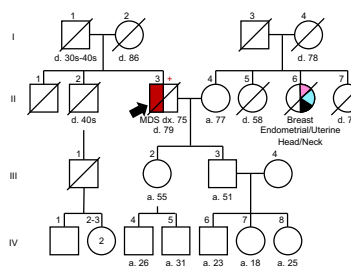 1 2 3 4
I
d. 30s-40s d. 86 d. 78
1 2 3 + 4 5 6 7
II
d. 40s MDS dx. 75 a. 77 d. 58 Breast d. 7
d. 79 Endometrial/Uterine
Head/Neck
1 2 3 4
III
a. 55 a. 51
1 2-3 4 5 6 7 8
IV 2
a. 26 a. 31 a. 23 a. 18 a. 25